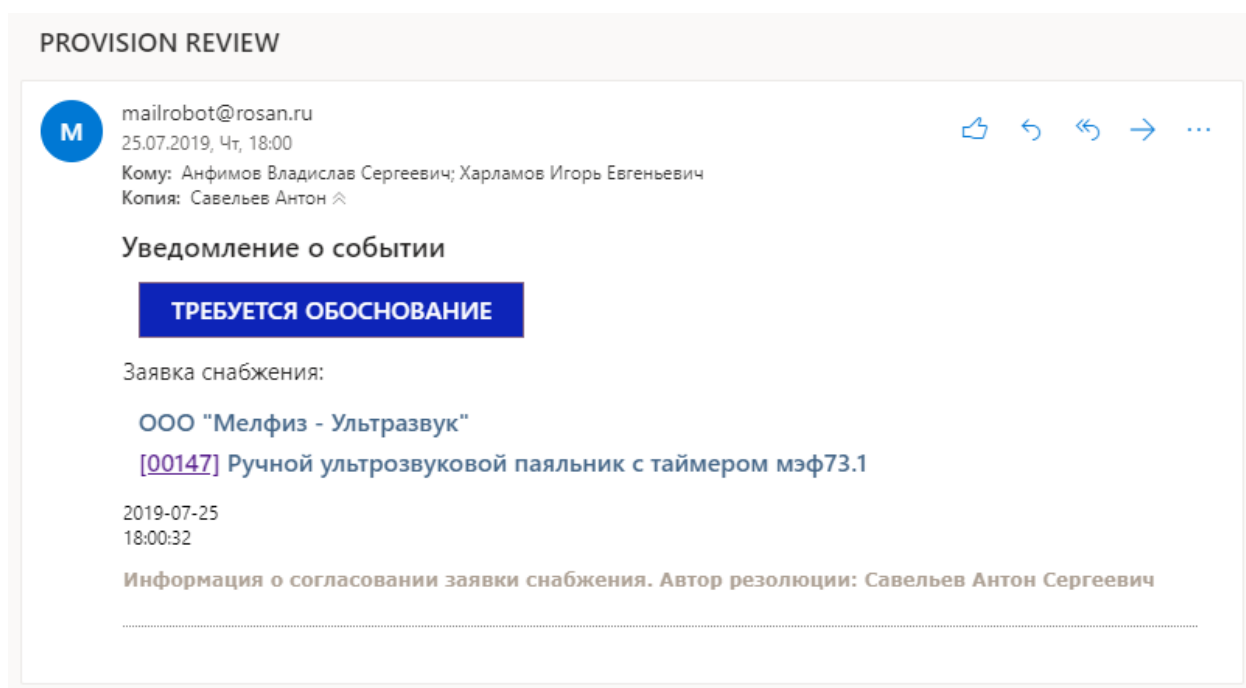 PROVISION REVIEW
М
mailrobot@rosan.ru
25.07.2019, Чт, 18:00
Кому: Анфимов Владислав Сергеевич; Харламов Игорь Евгеньевич
Копия: Савельев Антон
Уведомление о событии
ТРЕБУЕТСЯ ОБОСНОВАНИЕ
Заявка снабжения:
ООО "Мелфиз - Ультразвук"
[00147] Ручной ультрозвуковой паяльник с таймером мэф73.1
2019-07-25
18:00:32
Информация о согласовании заявки снабжения. Автор резолюции: Савельев Антон Сергеевич